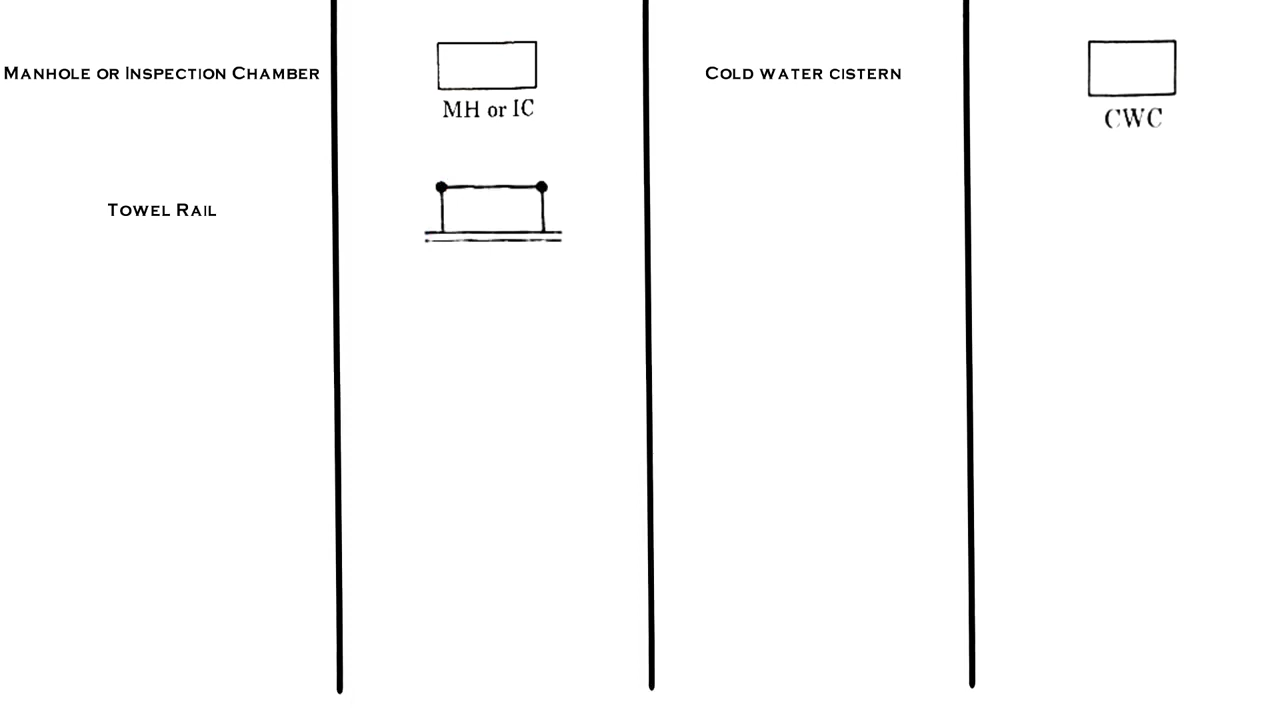 Manhole or Inspection Chamber
MH or IC
Cold water cistern
CWC
Towel Rail